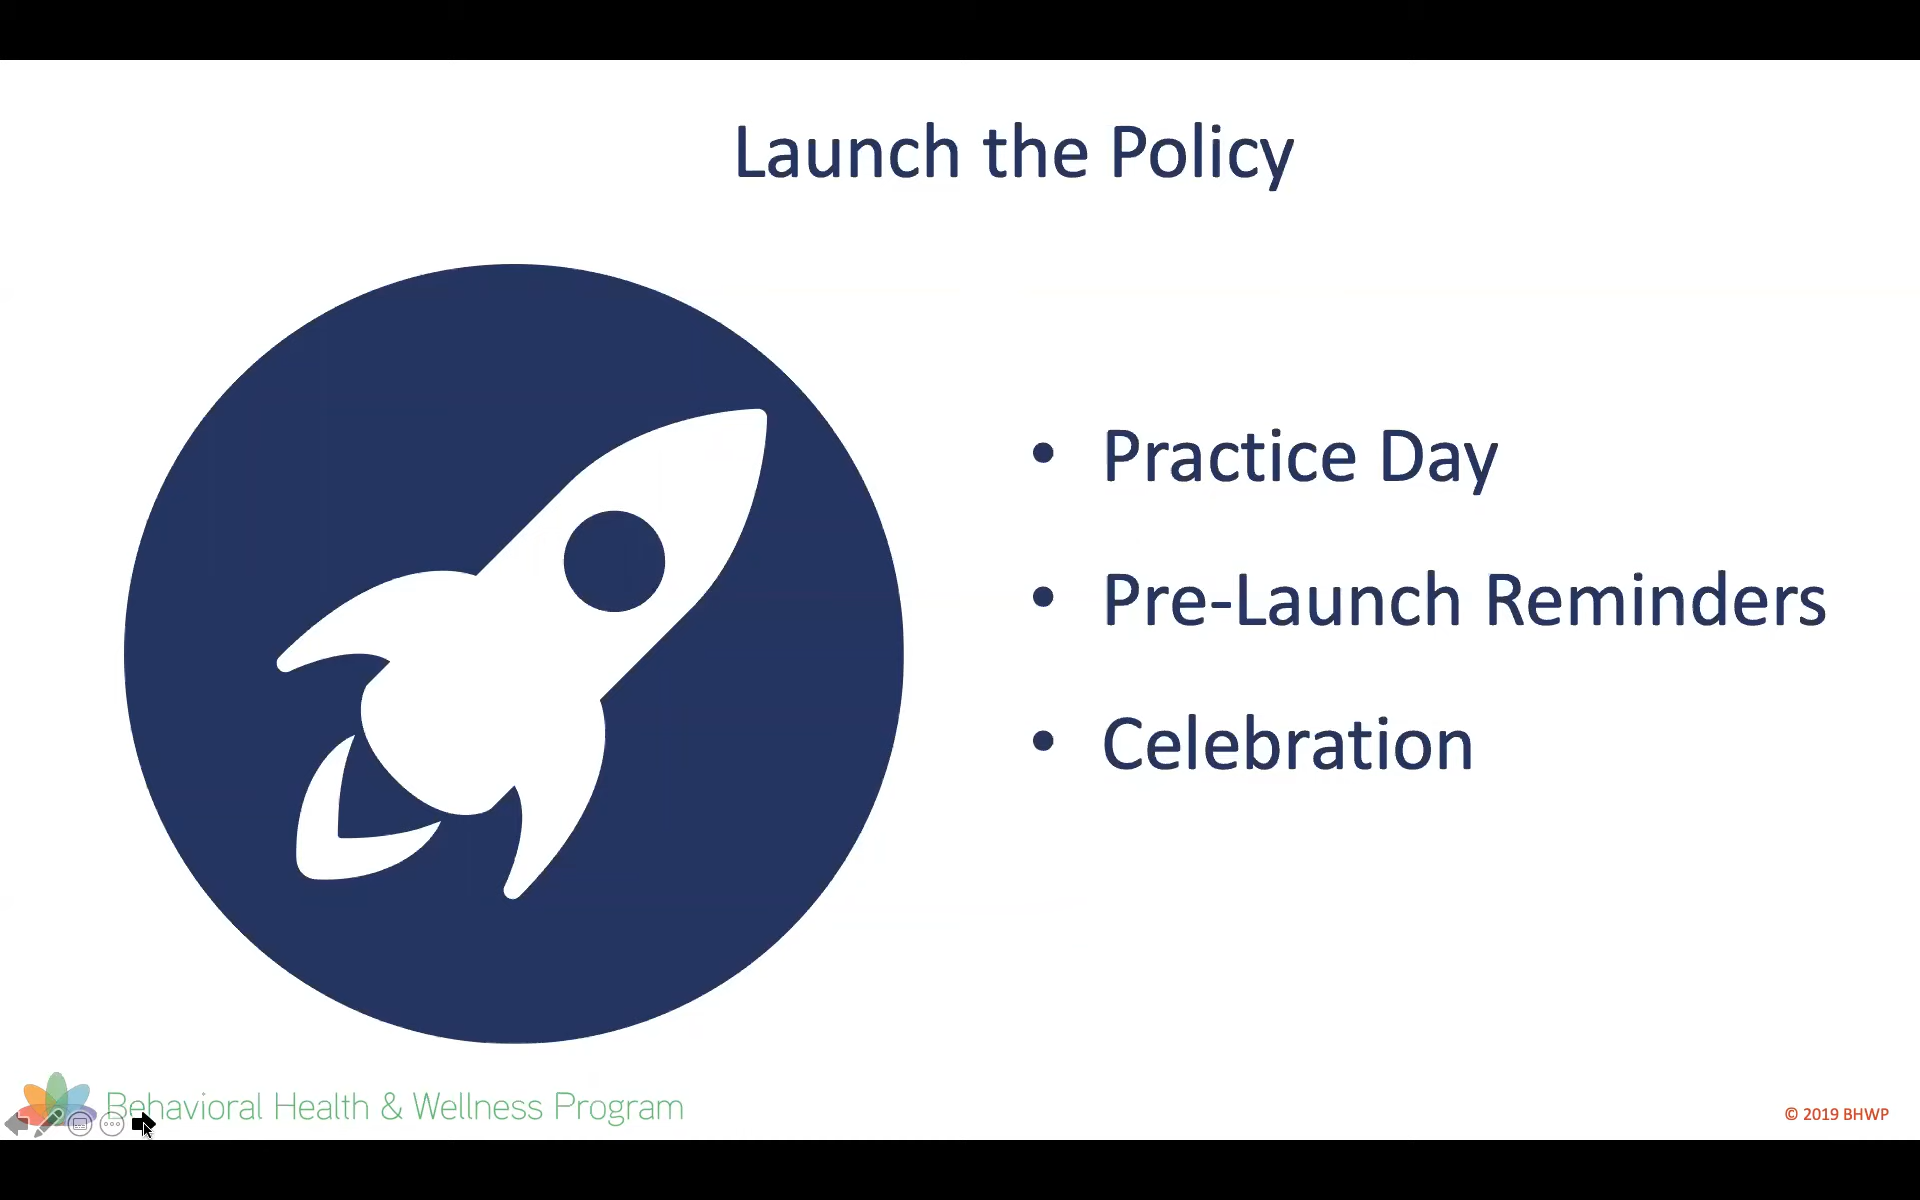 Launch the Policy
• Practice Day
• Pre-Launch Reminders
• Celebration
Behavioral Health & Wellness Program
© 2019 BHWP